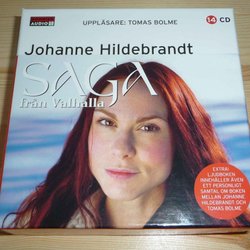 AUDIO
UPPLÄSARE: TOMAS BOLME
14 CD
Johanne Hildebrandt
SAGA
från Valhalla
EXTRA!
LJUDBOKEN
INNEHÅLLER ÄVEN
ETT PERSONLIGT
SAMTAL OM BOKEN
MELLAN JOHANNE
HILDEBRANDT OCH
TOMAS BOLME